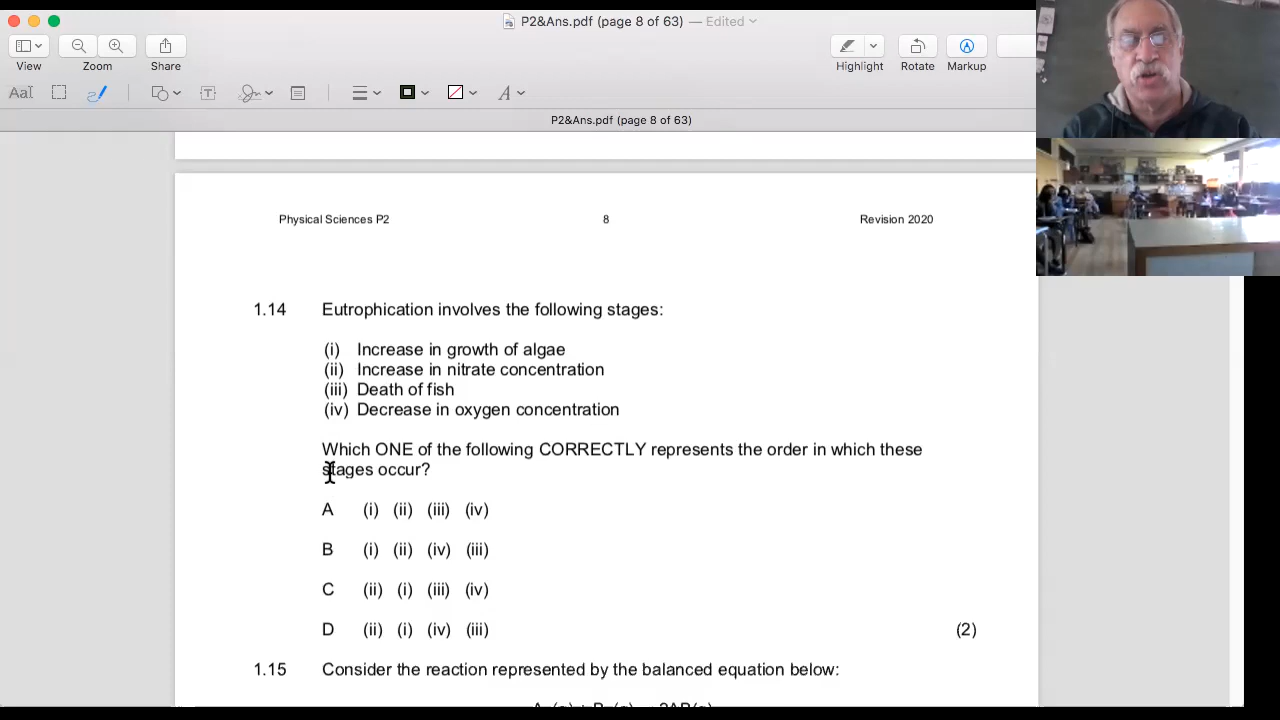 P2&Ans.pdf (page 8 of 63) — Edited
View
Zoom
Share
Highlight
Rotate
Markup
AaI
A
P2&Ans.pdf (page 8 of 63)
Physical Sciences P2 8 Revision 2020
1.14 Eutrophication involves the following stages:
(i) Increase in growth of algae
(ii) Increase in nitrate concentration
(iii) Death of fish
(iv) Decrease in oxygen concentration
Which ONE of the following CORRECTLY represents the order in which these
stages occur?
A (i) (ii) (iii) (iv)
B (i) (ii) (iv) (iii)
C (ii) (i) (iii) (iv)
D (ii) (i) (iv) (iii) (2)
1.15 Consider the reaction represented by the balanced equation below: